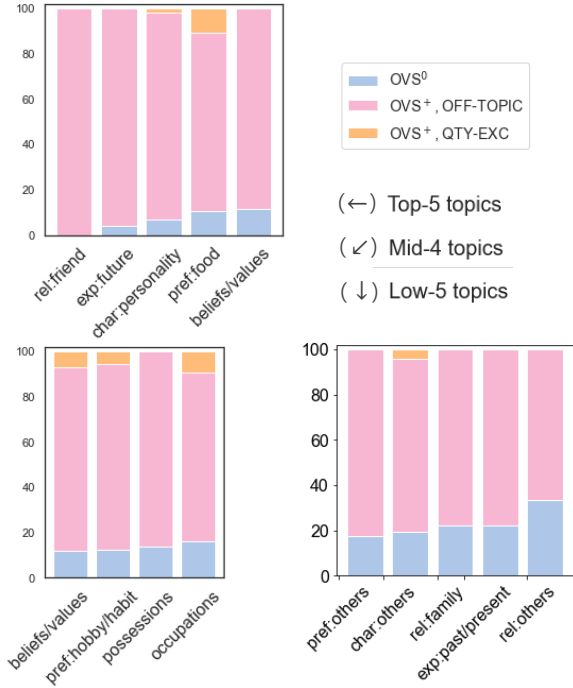 100
80
60
40
20
0
rel:friend
exp:future
char:personality
pref:food
beliefs/values
OVS⁰
OVS⁺ , OFF-TOPIC
OVS⁺ , QTY-EXC
(←) Top-5 topics
(↙) Mid-4 topics
(↓) Low-5 topics
100
80
60
40
20
0
beliefs/values
pref:hobby/habit
possessions
occupations
100
80
60
40
20
0
pref:others
char:others
rel:family
exp:past/present
rel:others